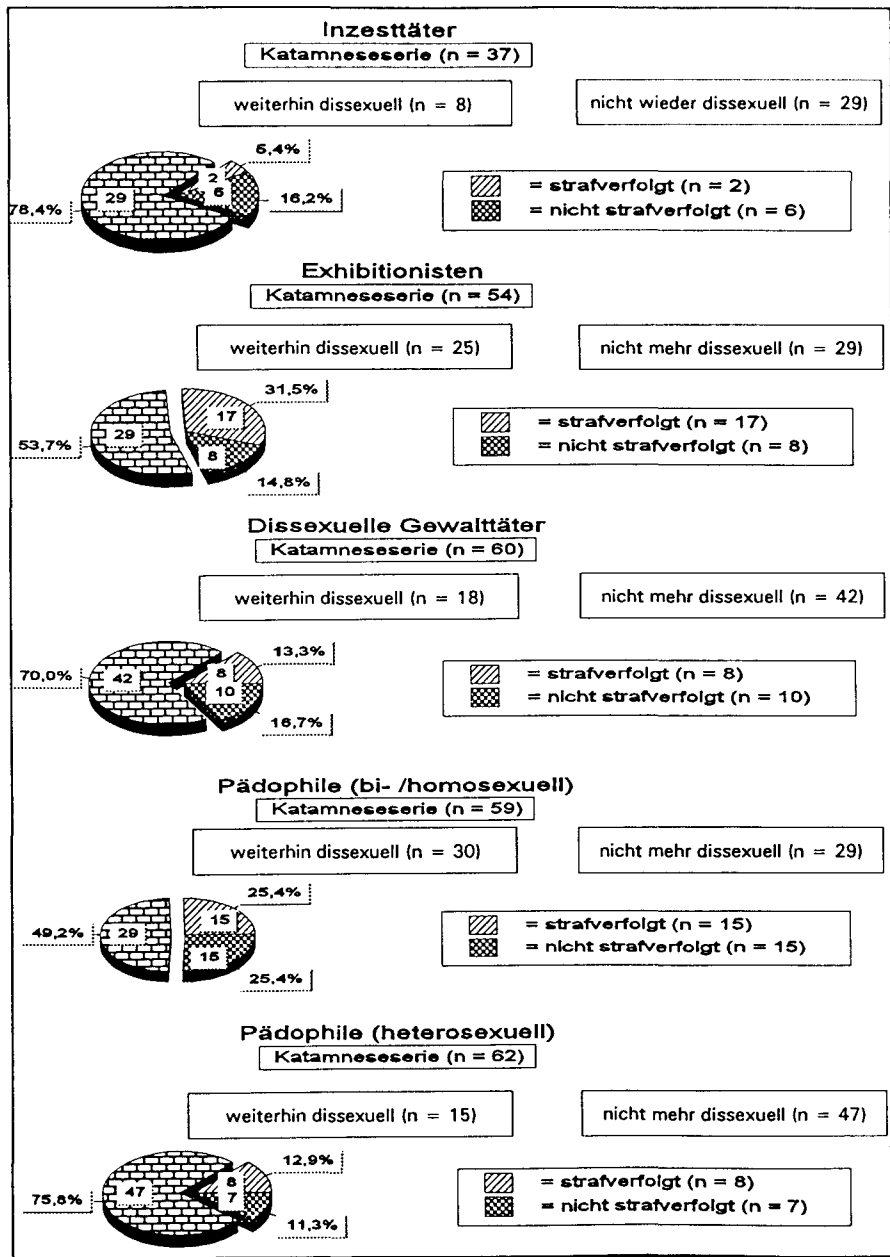 Inzesttäter
Katamneseserie (n = 37)
weiterhin dissexuell (n = 8) nicht wieder dissexuell (n = 29)
5,4%
2
29 6
78,4% 16,2%
= strafverfolgt (n = 2)
= nicht strafverfolgt (n = 6)
Exhibitionisten
Katamneseserie (n = 54)
weiterhin dissexuell (n = 25) nicht mehr dissexuell (n = 29)
31,5%
17
29
53,7% 8
14,8%
= strafverfolgt (n = 17)
= nicht strafverfolgt (n = 8)
Dissexuelle Gewalttäter
Katamneseserie (n = 60)
weiterhin dissexuell (n = 18) nicht mehr dissexuell (n = 42)
13,3%
70,0% 42 8
10
16,7%
= strafverfolgt (n = 8)
= nicht strafverfolgt (n = 10)
Pädophile (bi- /homosexuell)
Katamneseserie (n = 59)
weiterhin dissexuell (n = 30) nicht mehr dissexuell (n = 29)
25,4%
15
49,2% 29
15
25,4%
= strafverfolgt (n = 15)
= nicht strafverfolgt (n = 15)
Pädophile (heterosexuell)
Katamneseserie (n = 62)
weiterhin dissexuell (n = 15) nicht mehr dissexuell (n = 47)
12,9%
8
75,8% 47 7
11,3%
= strafverfolgt (n = 8)
= nicht strafverfolgt (n = 7)